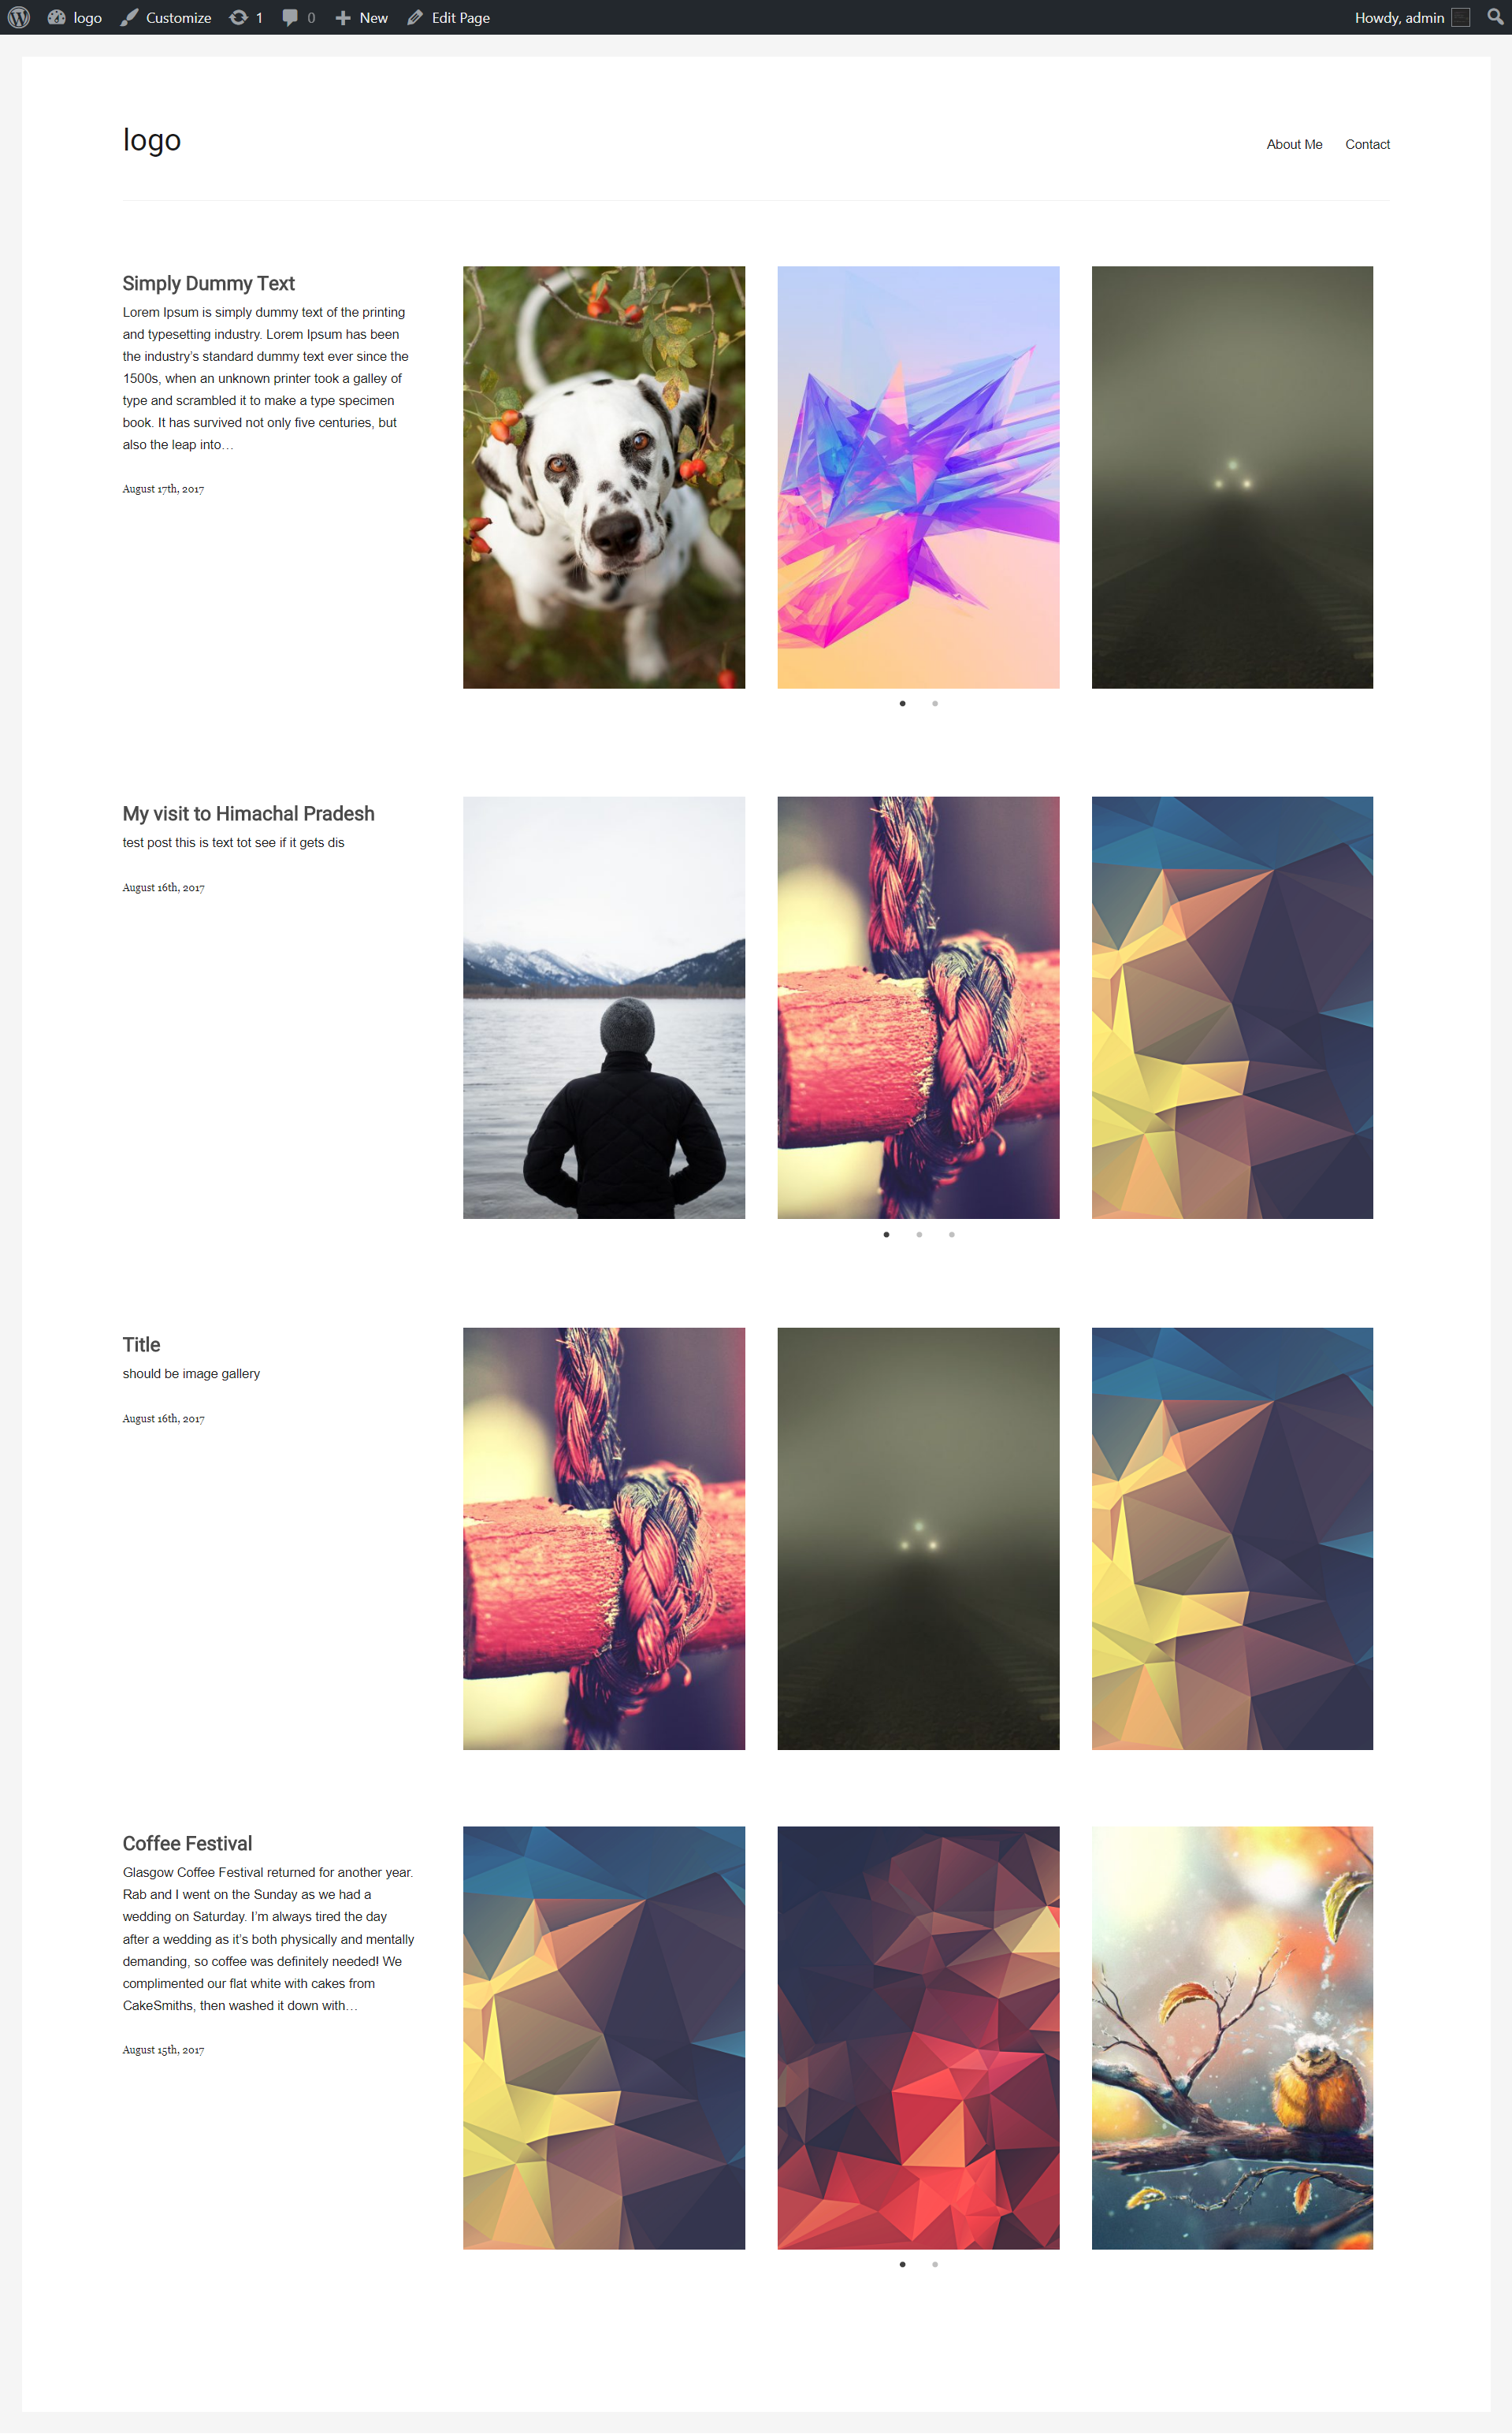 logo Customize 1 0 New Edit Page Howdy, admin
logo
About Me Contact
Simply Dummy Text
Lorem Ipsum is simply dummy text of the printing
and typesetting industry. Lorem Ipsum has been
the industry's standard dummy text ever since the
1500s, when an unknown printer took a galley of
type and scrambled it to make a type specimen
book. It has survived not only five centuries, but
also the leap into…
August 17th, 2017
My visit to Himachal Pradesh
test post this is text tot see if it gets dis
August 16th, 2017
Title
should be image gallery
August 16th, 2017
Coffee Festival
Glasgow Coffee Festival returned for another year.
Rab and I went on the Sunday as we had a
wedding on Saturday. I'm always tired the day
after a wedding as it's both physically and mentally
demanding, so coffee was definitely needed! We
complimented our flat white with cakes from
CakeSmiths, then washed it down with…
August 15th, 2017